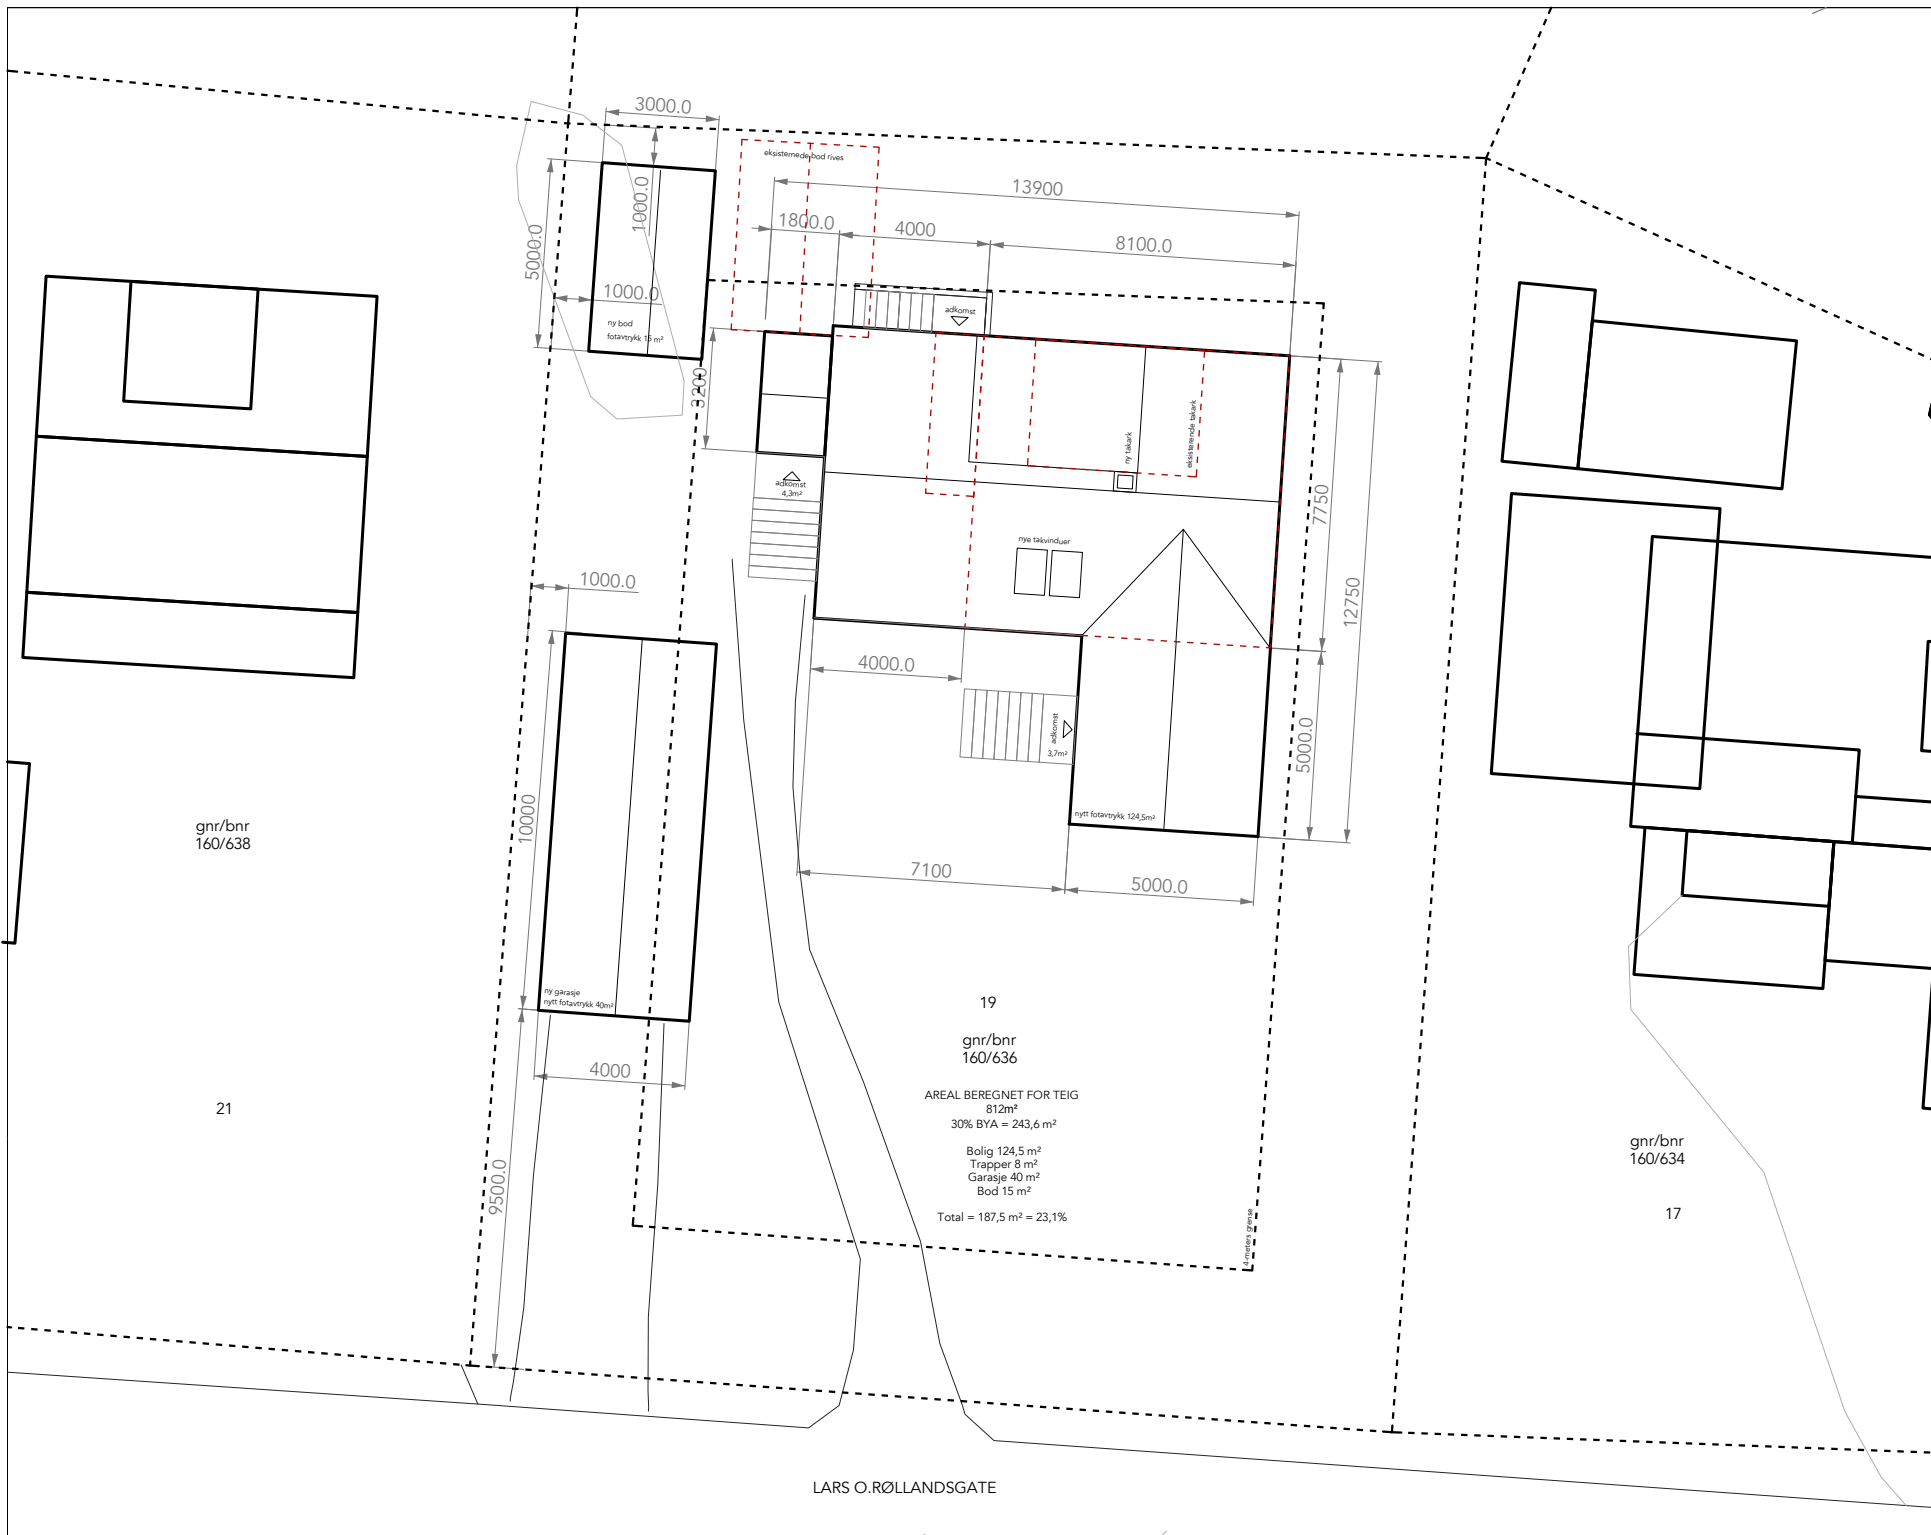 3000.0
eksisternede bod rives
13900
1000.0
5000.0
1800.0
4000
8100.0
1000.0
ny bod
fotavtrykk 15 m²
adkomst
3200
ny takark
eksisterende takark
adkomst
4,3m²
7750
nye takvinduer
1000.0
12750
4000.0
adkomst
3,7m²
5000.0
10000
nytt fotavtrykk 124,5m²
gnr/bnr
160/638
7100
5000.0
ny garasje
nytt fotavtrykk 40m²
19
gnr/bnr
160/636
4000
AREAL BEREGNET FOR TEIG
812m²
30% BYA = 243,6 m²
21
Bolig 124,5 m²
Trapper 8 m²
Garasje 40 m²
Bod 15 m²
Total = 187,5 m² = 23,1%
gnr/bnr
160/634
17
9500.0
4-meters grense
LARS O.RØLLANDSGATE